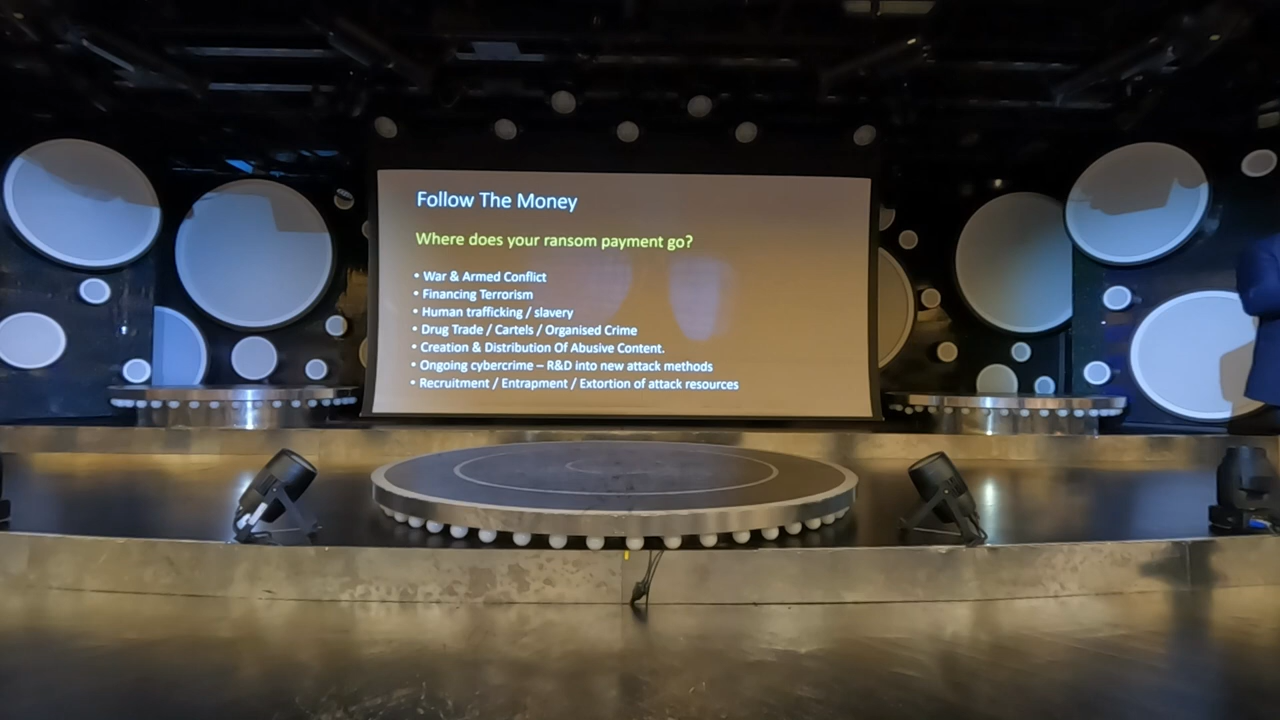 Follow The Money
Where does your ransom payment go?
• War & Armed Conflict
• Financing Terrorism
• Human trafficking / slavery
• Drug Trade / Cartels / Organised Crime
• Creation & Distribution Of Abusive Content.
• Ongoing cybercrime – R&D into new attack methods
• Recruitment / Entrapment / Extortion of attack resources